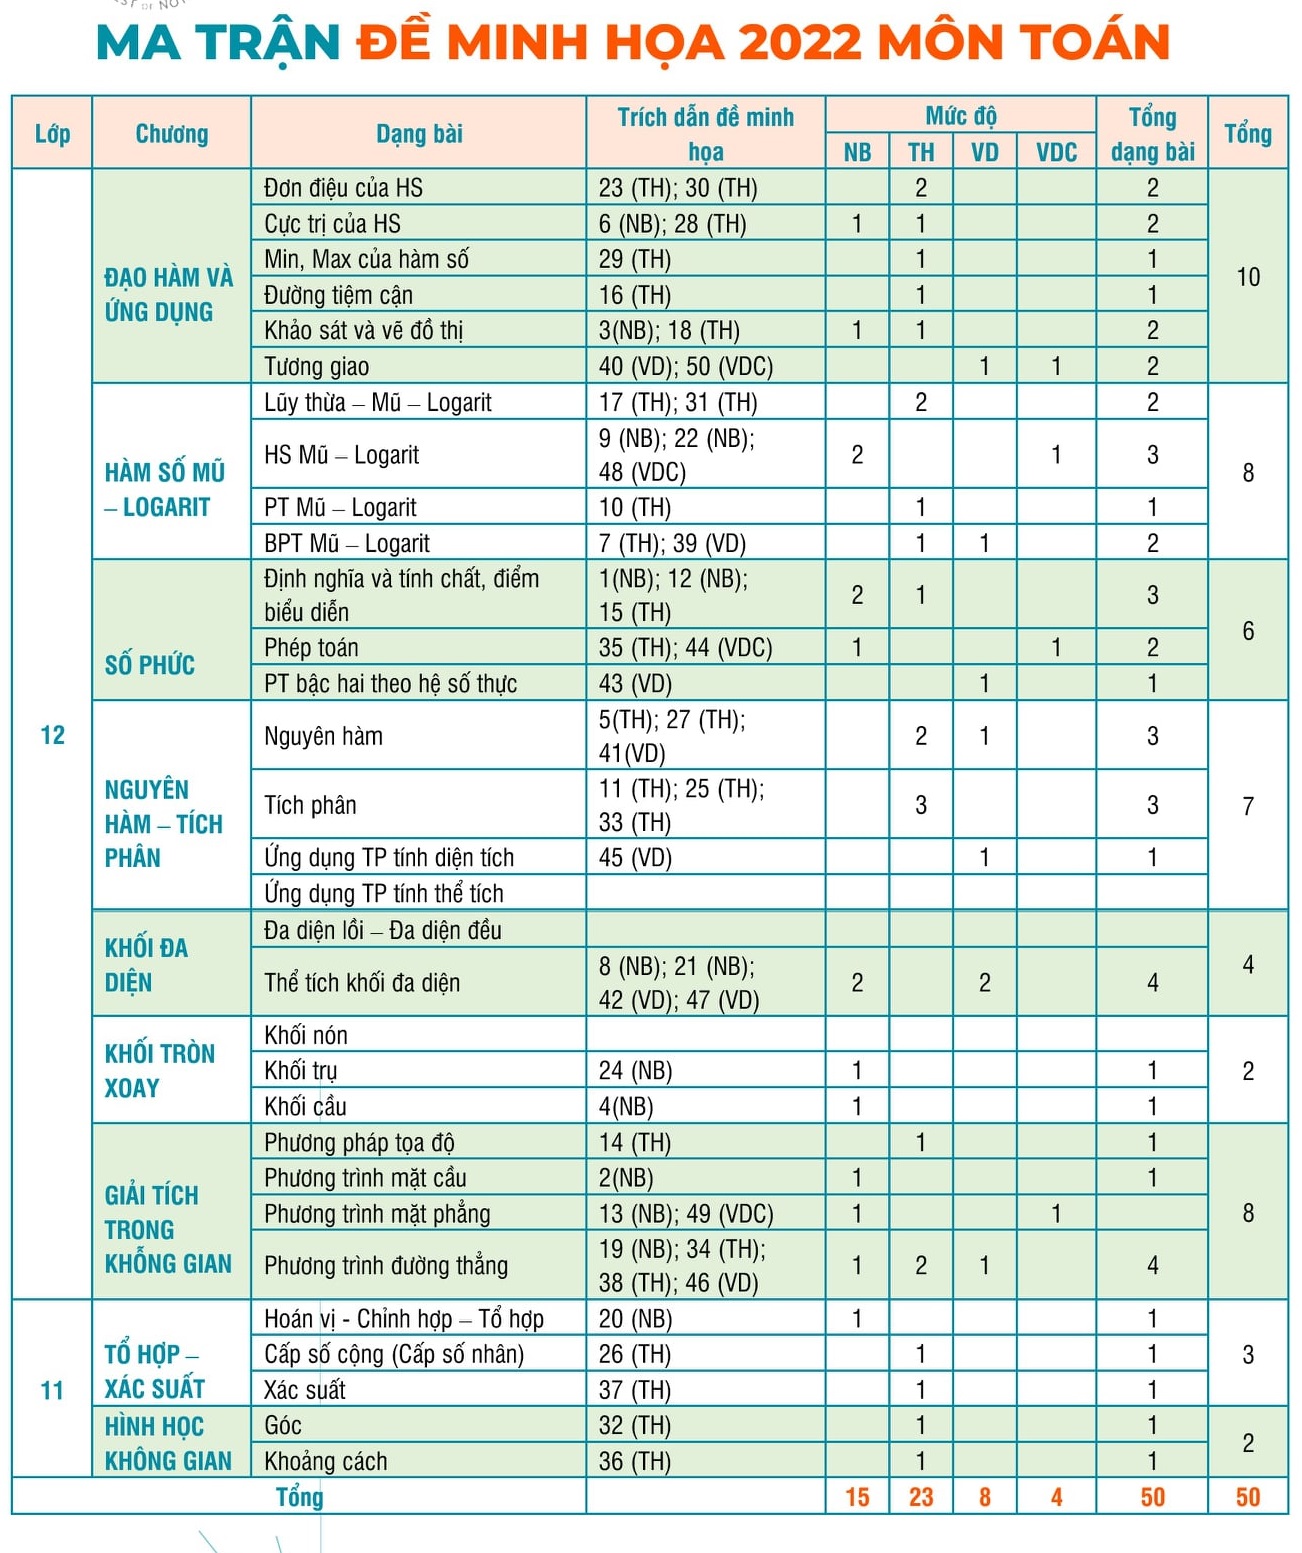 MA TRẬN ĐỀ MINH HỌA 2022 MÔN TOÁN
Lớp Chương Dạng bài Trích dẫn đề minh họa Mức độ Tổng dạng bài Tổng
NB TH VD VDC
12
ĐẠO HÀM VÀ ỨNG DỤNG
Đơn điệu của HS 23 (TH); 30 (TH) 2 2
Cực trị của HS 6 (NB); 28 (TH) 1 1 2
Min, Max của hàm số 29 (TH) 1 1
Đường tiệm cận 16 (TH) 1 1
Khảo sát và vẽ đồ thị 3(NB); 18 (TH) 1 1 2
Tương giao 40 (VD); 50 (VDC) 1 1 2
10
HÀM SỐ MŨ – LOGARIT
Lũy thừa – Mũ – Logarit 17 (TH); 31 (TH) 2 2
HS Mũ – Logarit 9 (NB); 22 (NB); 48 (VDC) 2 1 3
PT Mũ – Logarit 10 (TH) 1 1
BPT Mũ – Logarit 7 (TH); 39 (VD) 1 1 2
8
SỐ PHỨC
Định nghĩa và tính chất, điểm biểu diễn 1(NB); 12 (NB); 15 (TH) 2 1 3
Phép toán 35 (TH); 44 (VDC) 1 1 2
PT bậc hai theo hệ số thực 43 (VD) 1 1
6
NGUYÊN HÀM – TÍCH PHÂN
Nguyên hàm 5(TH); 27 (TH); 41(VD) 2 1 3
Tích phân 11 (TH); 25 (TH); 33 (TH) 3 3
Ứng dụng TP tính diện tích 45 (VD) 1 1
Ứng dụng TP tính thể tích
7
KHỐI ĐA DIỆN
Đa diện lồi – Đa diện đều
Thể tích khối đa diện 8 (NB); 21 (NB); 42 (VD); 47 (VD) 2 2 4
4
KHỐI TRÒN XOAY
Khối nón
Khối trụ 24 (NB) 1 1
Khối cầu 4(NB) 1 1
2
GIẢI TÍCH TRONG KHỖNG GIAN
Phương pháp tọa độ 14 (TH) 1 1
Phương trình mặt cầu 2(NB) 1 1
Phương trình mặt phẳng 13 (NB); 49 (VDC) 1 1
Phương trình đường thẳng 19 (NB); 34 (TH); 38 (TH); 46 (VD) 1 2 1 4
8
11
TỔ HỢP – XÁC SUẤT
Hoán vị - Chỉnh hợp – Tổ hợp 20 (NB) 1 1
Cấp số cộng (Cấp số nhân) 26 (TH) 1 1
Xác suất 37 (TH) 1 1
3
HÌNH HỌC KHÔNG GIAN
Góc 32 (TH) 1 1
Khoảng cách 36 (TH) 1 1
2
Tổng 15 23 8 4 50 50